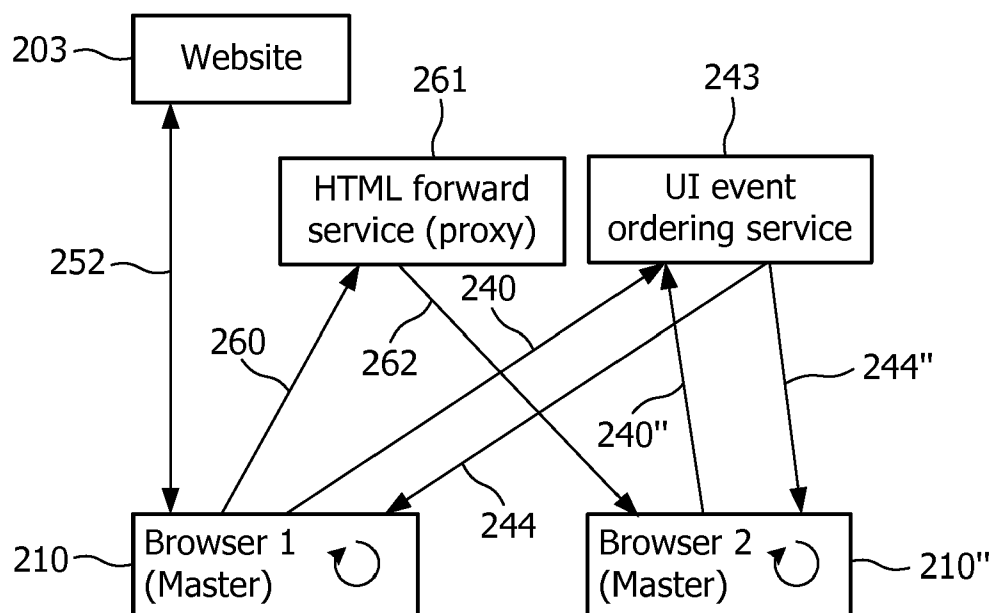 203
Website
261
243
HTML forward
service (proxy)
UI event
ordering service
252
240
260
262
244"
240"
244
210
Browser 1
(Master)
Browser 2
(Master)
210"